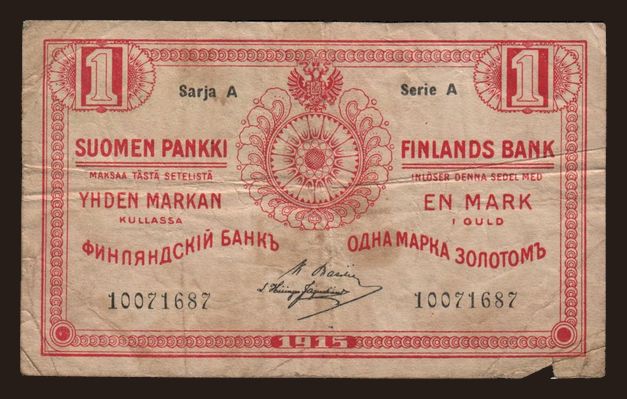 1
1
Sarja A
Serie A
SUOMEN PANKKI
FINLANDS BANK
MAKSAA TÄSTÄ SETELISTÄ
INLÖSER DENNA SEDEL MED
YHDEN MARKAN
EN MARK
KULLASSA
I GULD
ФИНЛЯНДСКІЙ БАНКЪ
ОДНА МАРКА ЗОЛОТОМЪ
10071687
10071687
1915